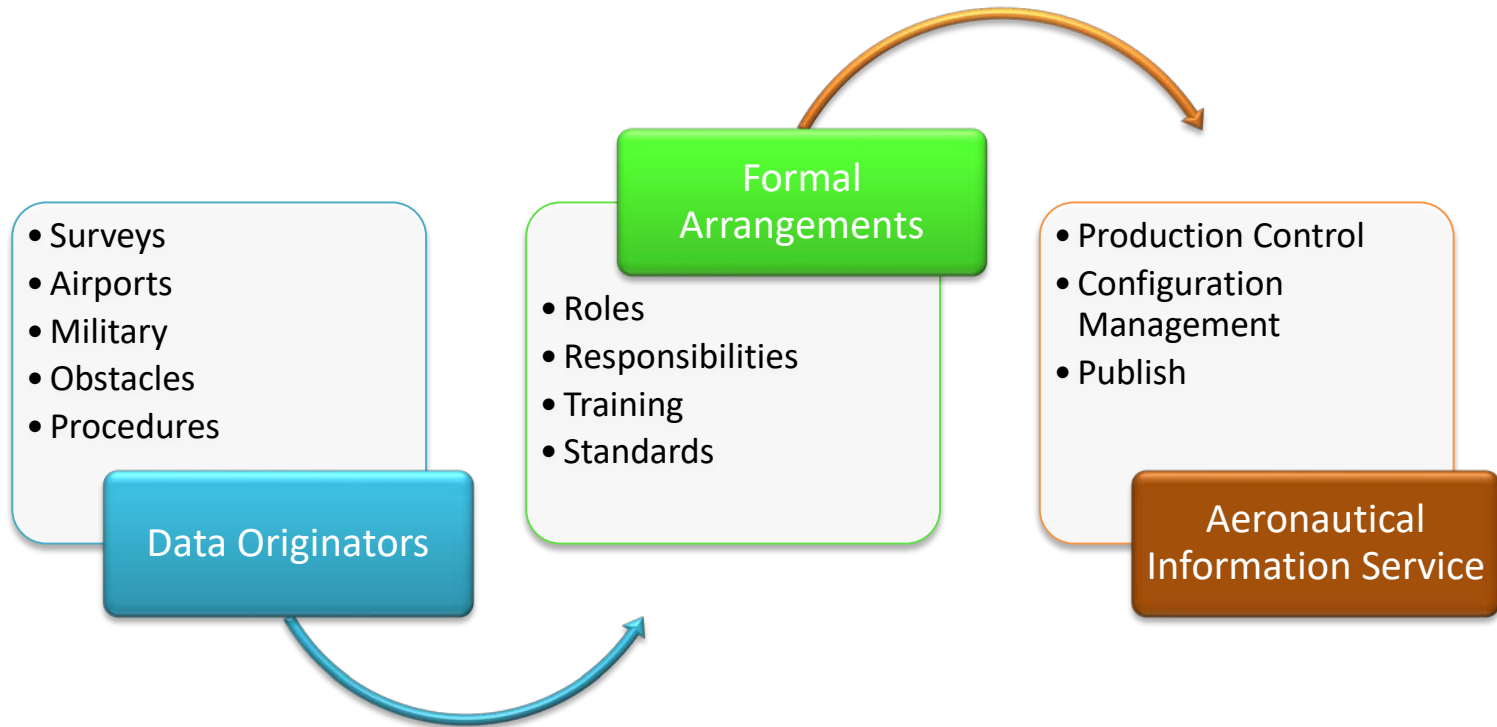 • Surveys
• Airports
• Military
• Obstacles
• Procedures
Data Originators
Formal
Arrangements
• Roles
• Responsibilities
• Training
• Standards
• Production Control
• Configuration
Management
• Publish
Aeronautical
Information Service